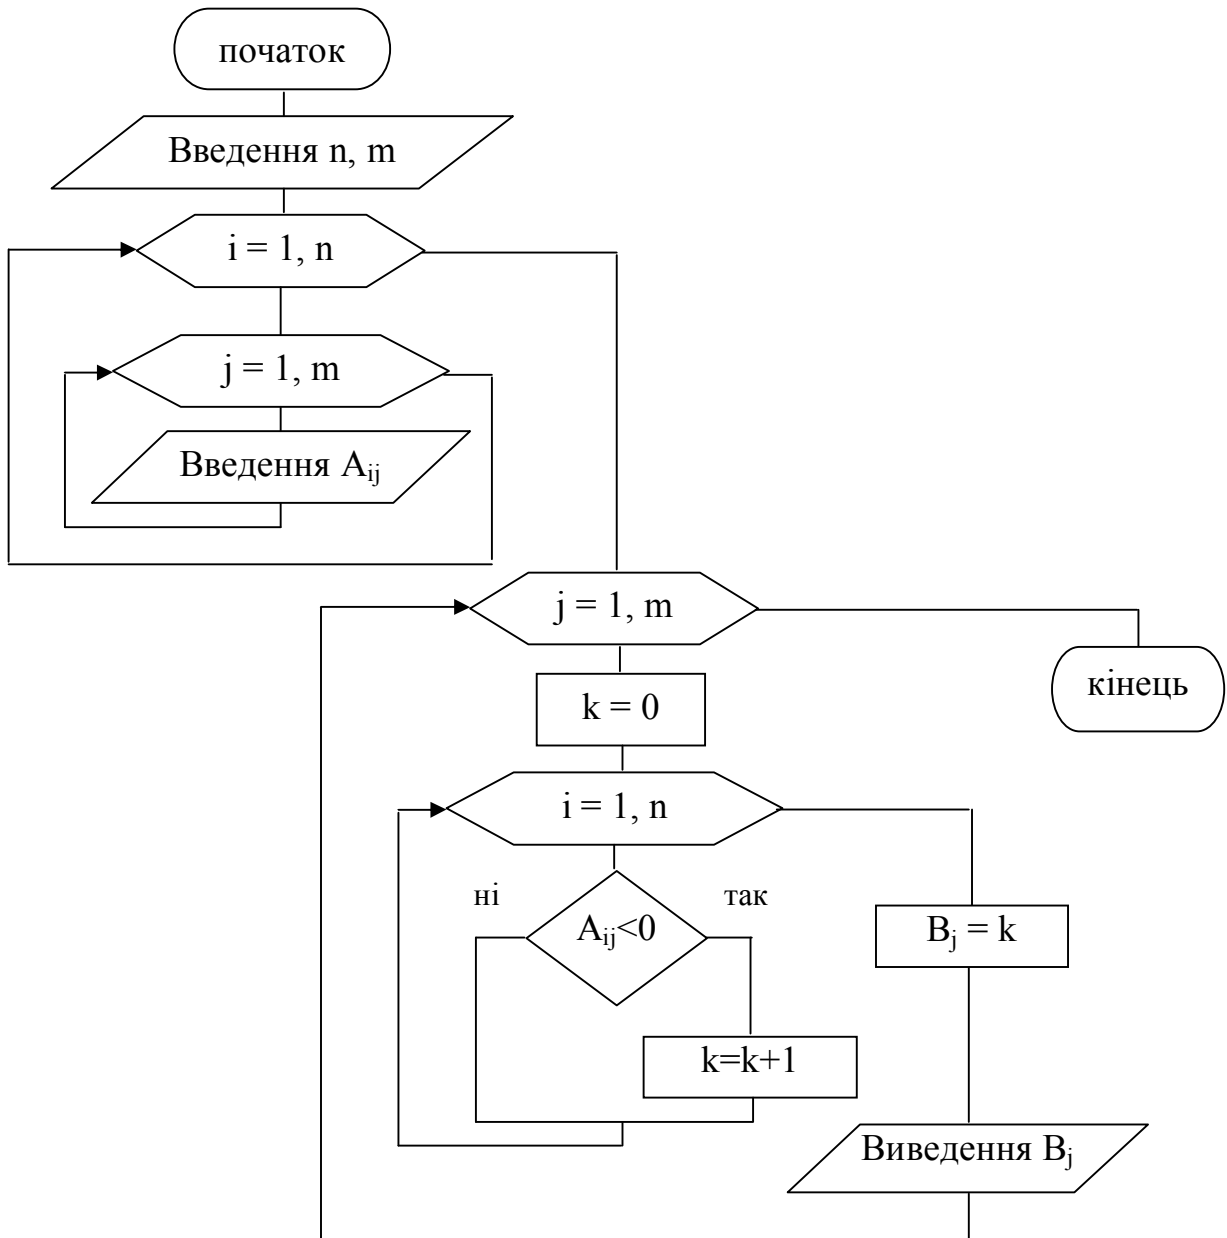 початок
Введення n, m
i = 1, n
j = 1, m
Введення Aij
j = 1, m
кінець
k = 0
i = 1, n
ні
так
Aij<0
Bj = k
k=k+1
Виведення Bj